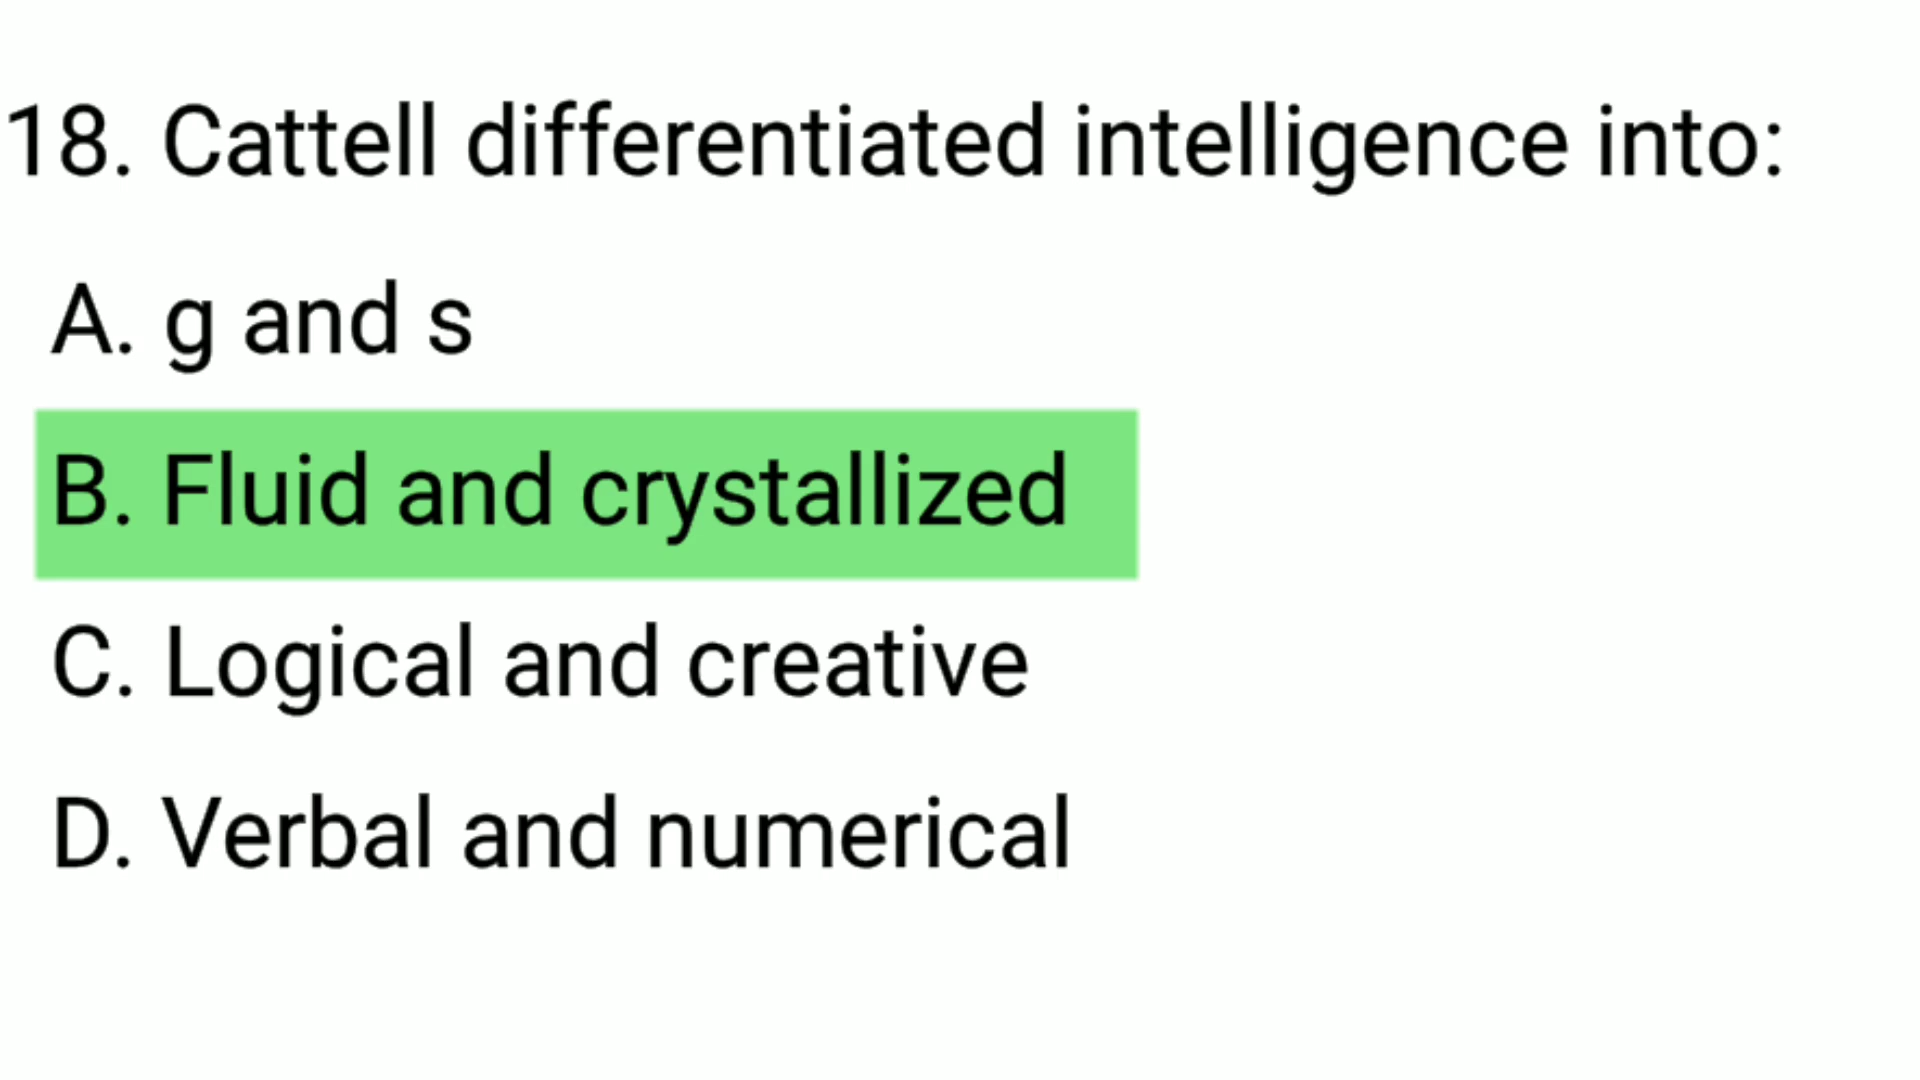 18. Cattell differentiated intelligence into:
A. g and s
B. Fluid and crystallized
C. Logical and creative
D. Verbal and numerical